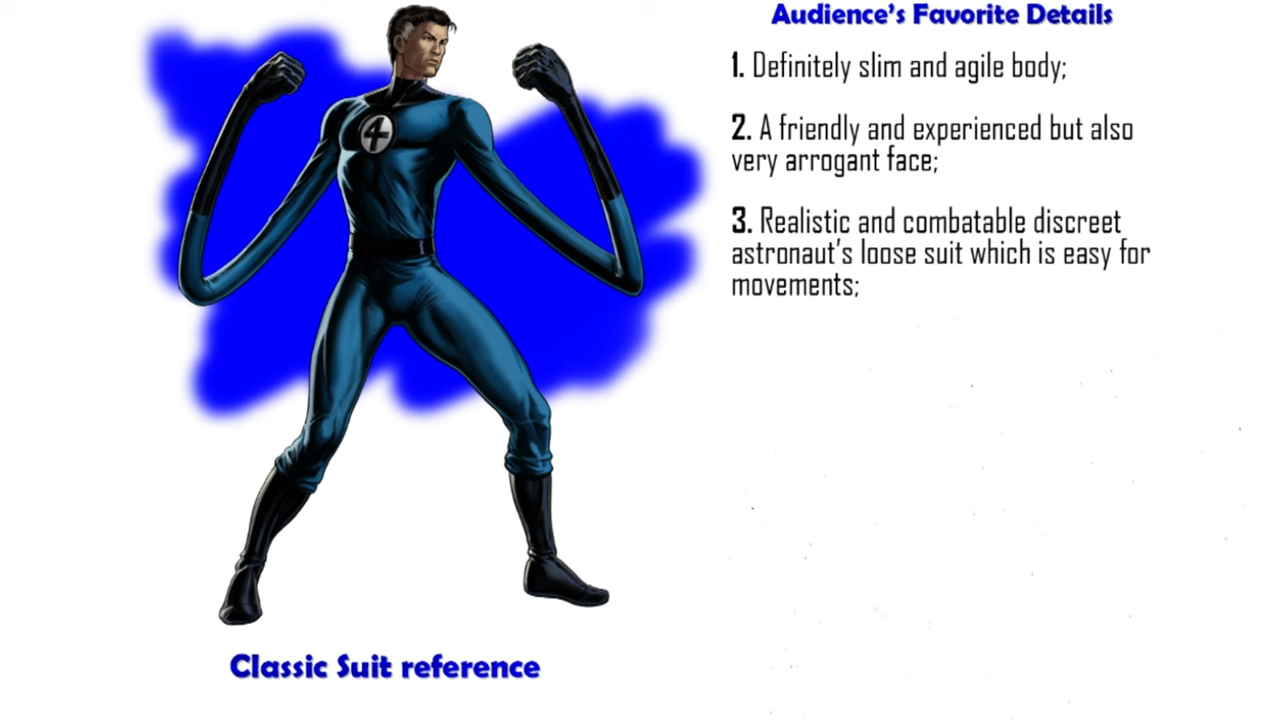 Audience's Favorite Details
1. Definitely slim and agile body;
2. A friendly and experienced but also
very arrogant face;
3. Realistic and combatable discreet
astronaut's loose suit which is easy for
movements;
4
Classic Suit reference